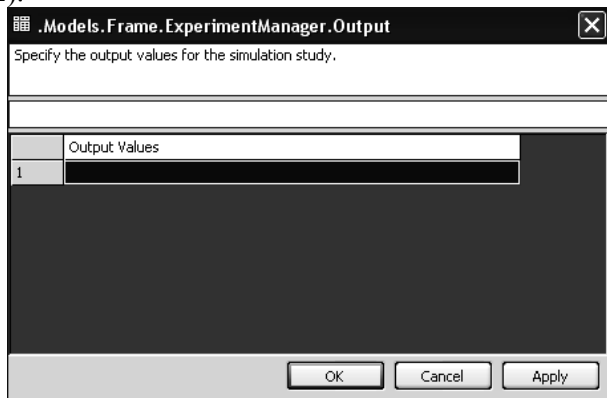 .Models.Frame.ExperimentManager.Output
Specify the output values for the simulation study.
Output Values
1
OK Cancel Apply